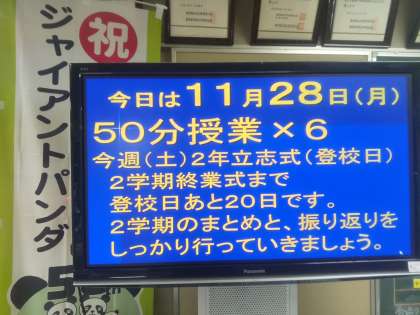 祝
ジャイアントパンダ
今日は11月28日(月)
50分授業×6
今週(土)2年立志式(登校日)
2学期終業式まで
登校日あと20日です。
2学期のまとめと、振り返りを
しっかり行っていきましょう。
Panasonic